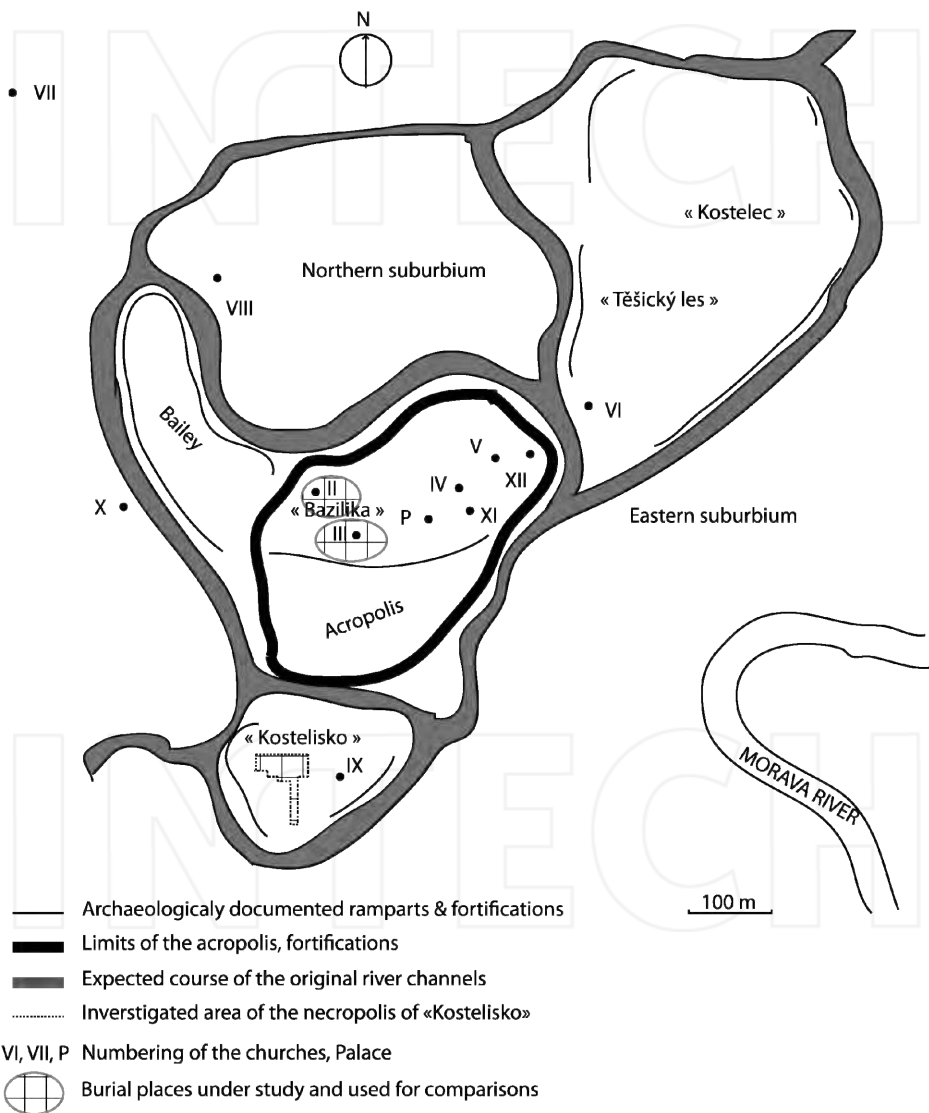 N
INTECH
VII
« Kostelec »
Northern suburbium
« Těšický les »
VIII
VI
Bailey
V
XII
II
IV
« Bazilika »
X
P
XI
Eastern suburbium
III
Acropolis
« Kostelisko »
IX
MORAVA RIVER
INTECH
100 m
Archaeologicaly documented ramparts & fortifications
Limits of the acropolis, fortifications
Expected course of the original river channels
Inverstigated area of the necropolis of «Kostelisko»
VI, VII, P Numbering of the churches, Palace
Burial places under study and used for comparisons